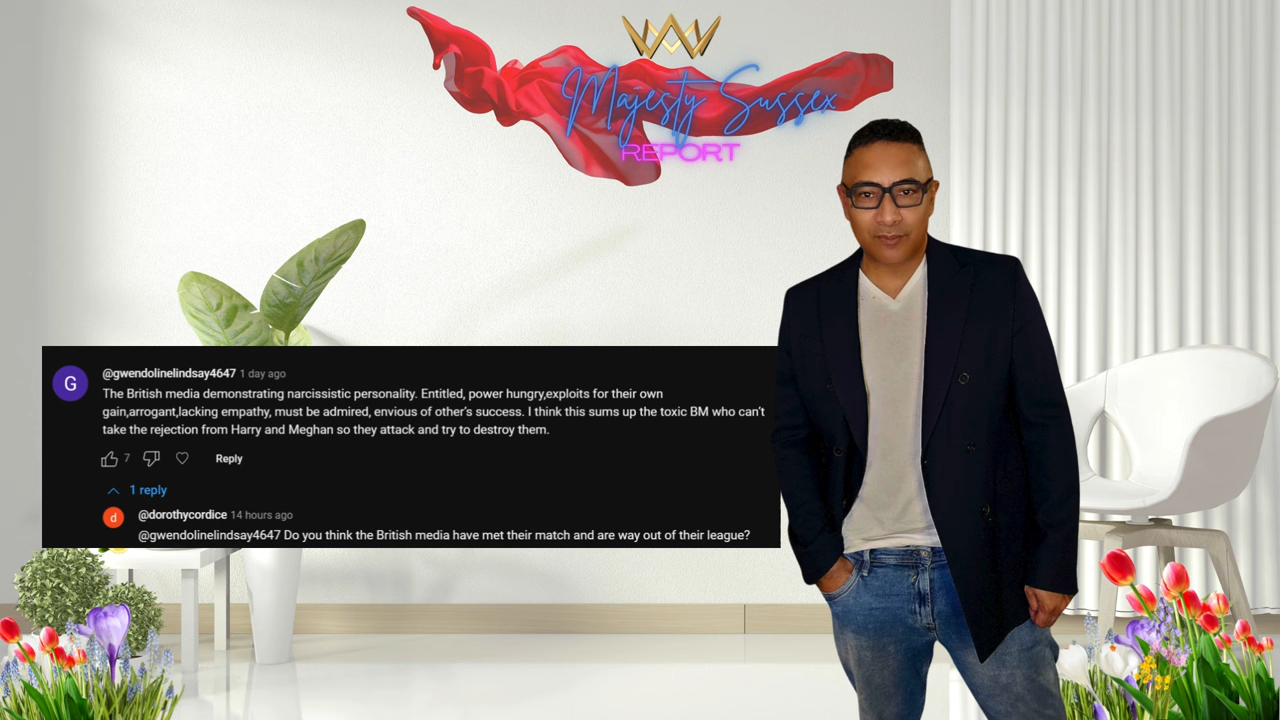 Majesty Sussex
REPORT
G
@gwendolinelindsay4647 1 day ago
The British media demonstrating narcissistic personality. Entitled, power hungry,exploits for their own
gain,arrogant,lacking empathy, must be admired, envious of other's success. I think this sums up the toxic BM who can't
take the rejection from Harry and Meghan so they attack and try to destroy them.
7 Reply
1 reply
d
@dorothycordice 14 hours ago
@gwendolinelindsay4647 Do you think the British media have met their match and are way out of their league?